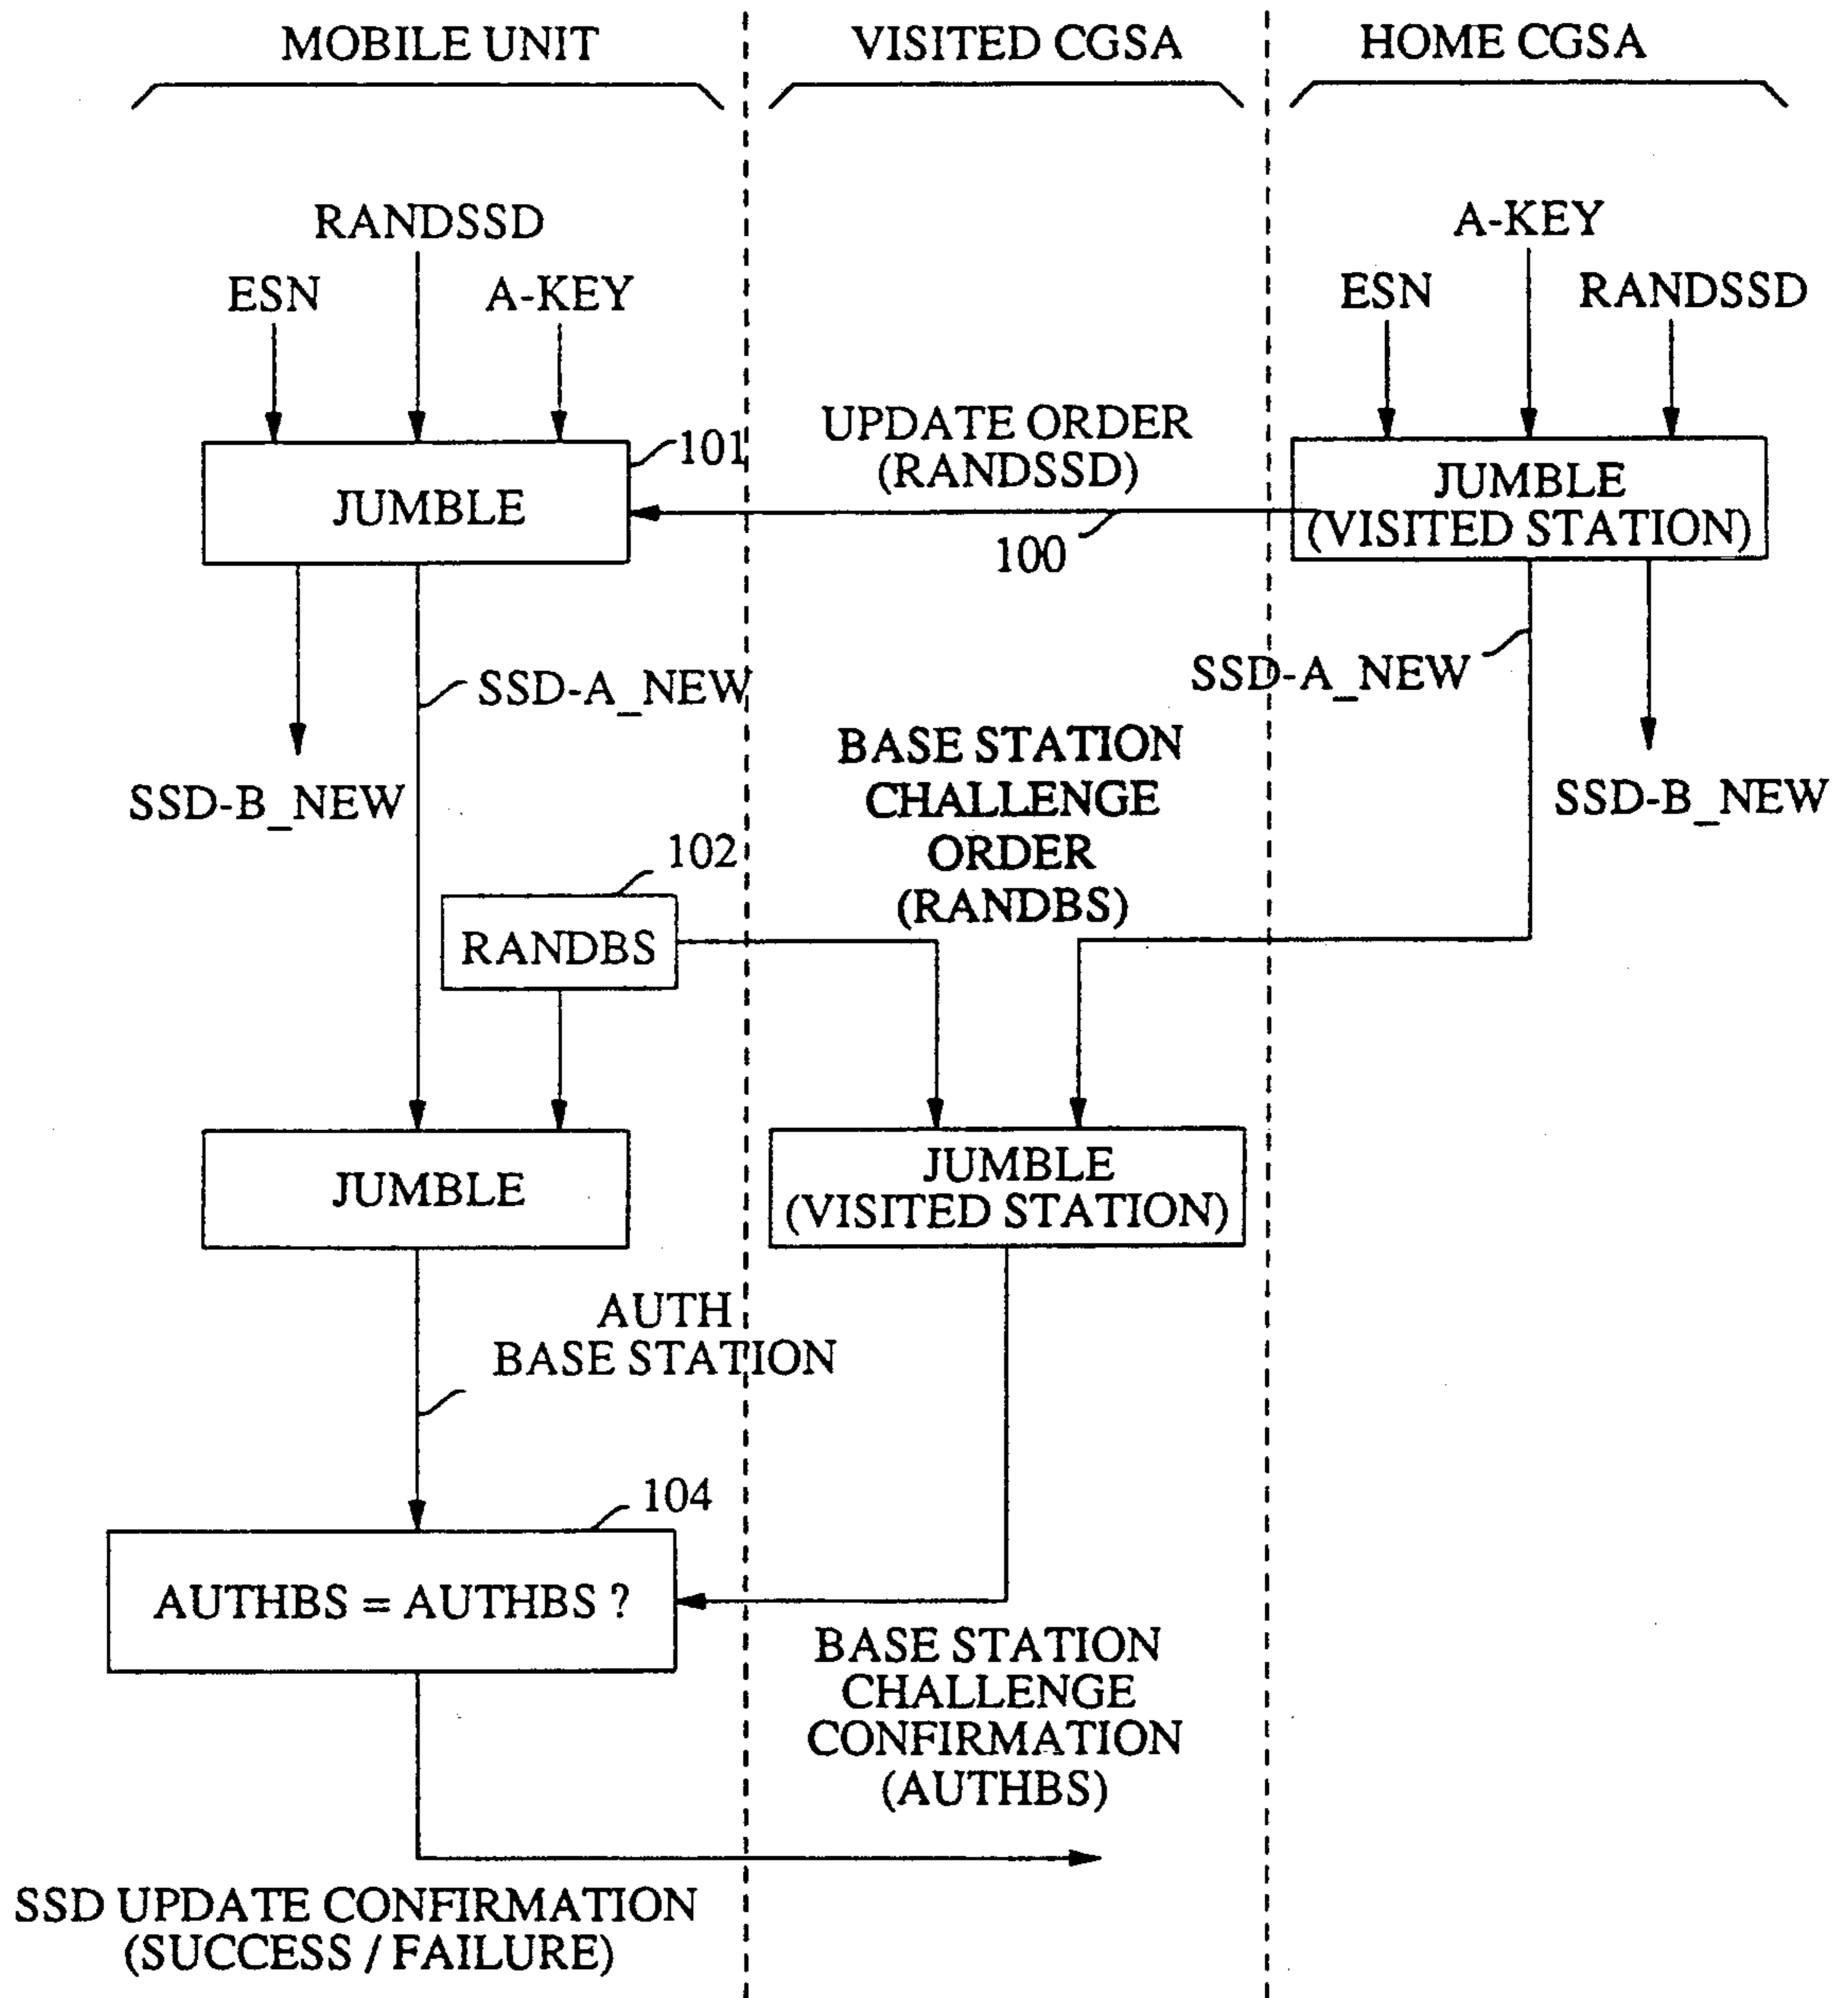 MOBILE UNIT
VISITED CGSA
HOME CGSA
RANDSSD
A-KEY
ESN
A-KEY
ESN
RANDSSD
UPDATE ORDER
(RANDSSD)
101
JUMBLE
JUMBLE
(VISITED STATION)
100
SSD-A_NEW
SSD-A_NEW
BASE STATION
CHALLENGE
ORDER
(RANDBS)
SSD-B_NEW
SSD-B_NEW
102
RANDBS
JUMBLE
JUMBLE
(VISITED STATION)
AUTH
BASE STATION
104
AUTHBS = AUTHBS ?
BASE STATION
CHALLENGE
CONFIRMATION
(AUTHBS)
SSD UPDATE CONFIRMATION
(SUCCESS / FAILURE)